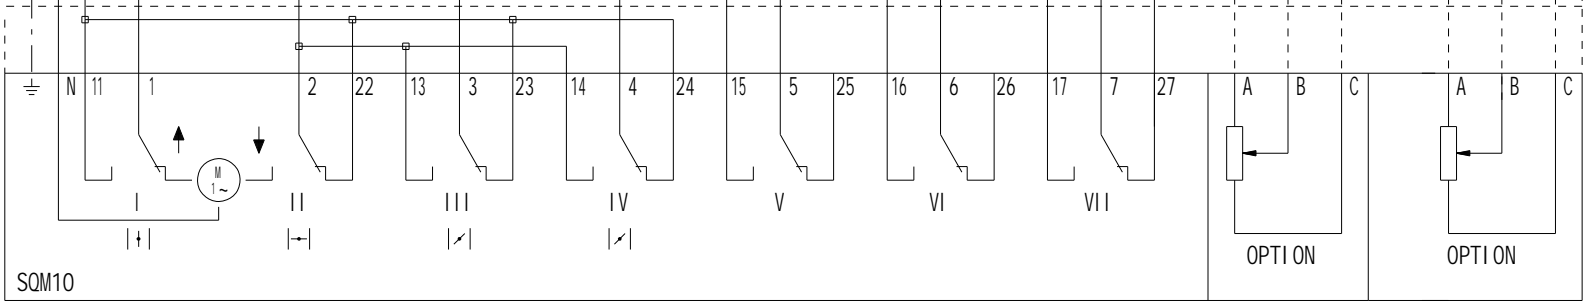 N 11 1 2 22 13 3 23 14 4 24 15 5 25 16 6 26 17 7 27 A B C A B C
M
1~
I II III IV V VI VII
OPTION OPTION
SQM10